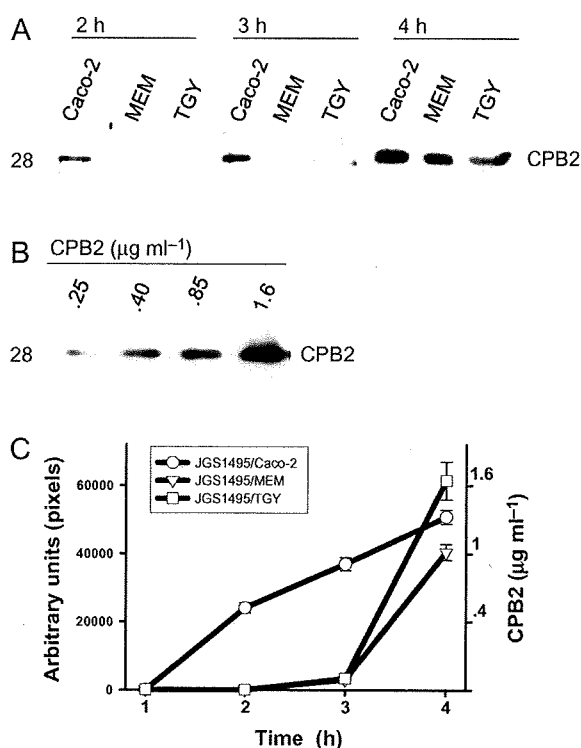 A
2 h 3 h 4 h
Caco-2 MEM TGY Caco-2 MEM TGY Caco-2 MEM TGY
28 CPB2
B
CPB2 (µg ml⁻¹)
.25 .40 .85 1.6
28 CPB2
C
JGS1495/Caco-2
JGS1495/MEM
JGS1495/TGY
Arbitrary units (pixels)
60000
40000
20000
0
1.6
1
.4
CPB2 (µg ml⁻¹)
1 2 3 4
Time (h)